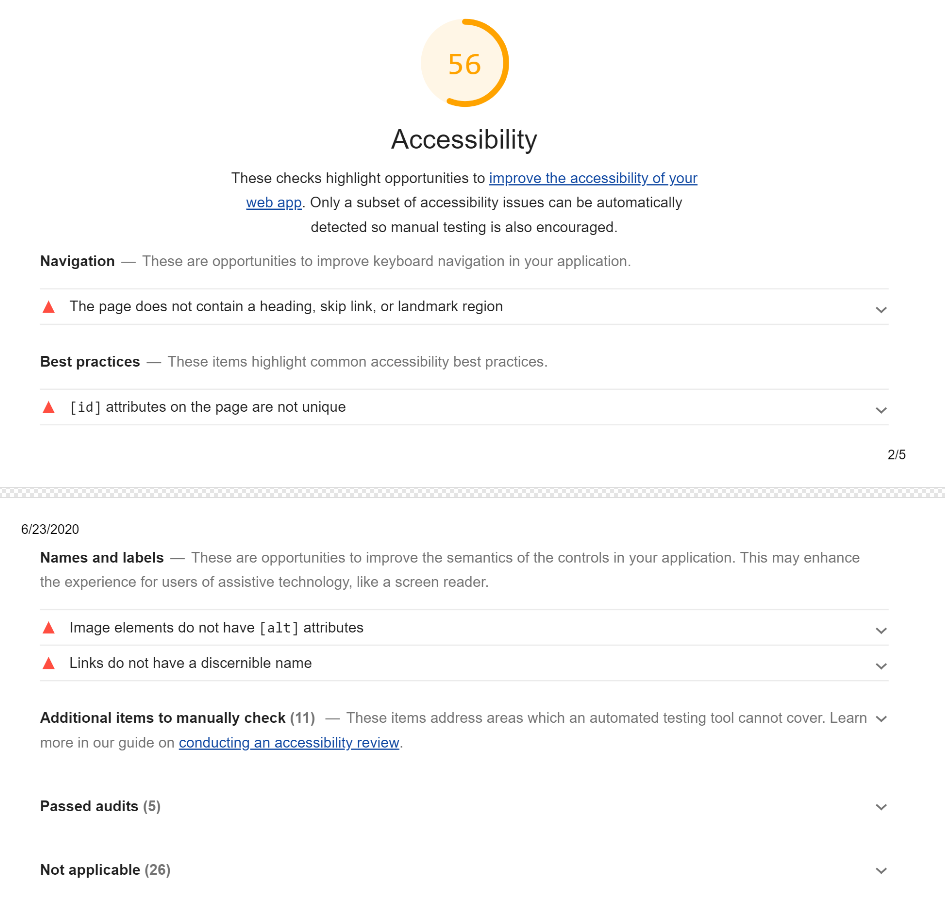 56
Accessibility
These checks highlight opportunities to improve the accessibility of your
web app. Only a subset of accessibility issues can be automatically
detected so manual testing is also encouraged.
Navigation — These are opportunities to improve keyboard navigation in your application.
The page does not contain a heading, skip link, or landmark region
Best practices — These items highlight common accessibility best practices.
[id] attributes on the page are not unique
2/5
6/23/2020
Names and labels — These are opportunities to improve the semantics of the controls in your application. This may enhance
the experience for users of assistive technology, like a screen reader.
Image elements do not have [alt] attributes
Links do not have a discernible name
Additional items to manually check (11) — These items address areas which an automated testing tool cannot cover. Learn
more in our guide on conducting an accessibility review.
Passed audits (5)
Not applicable (26)